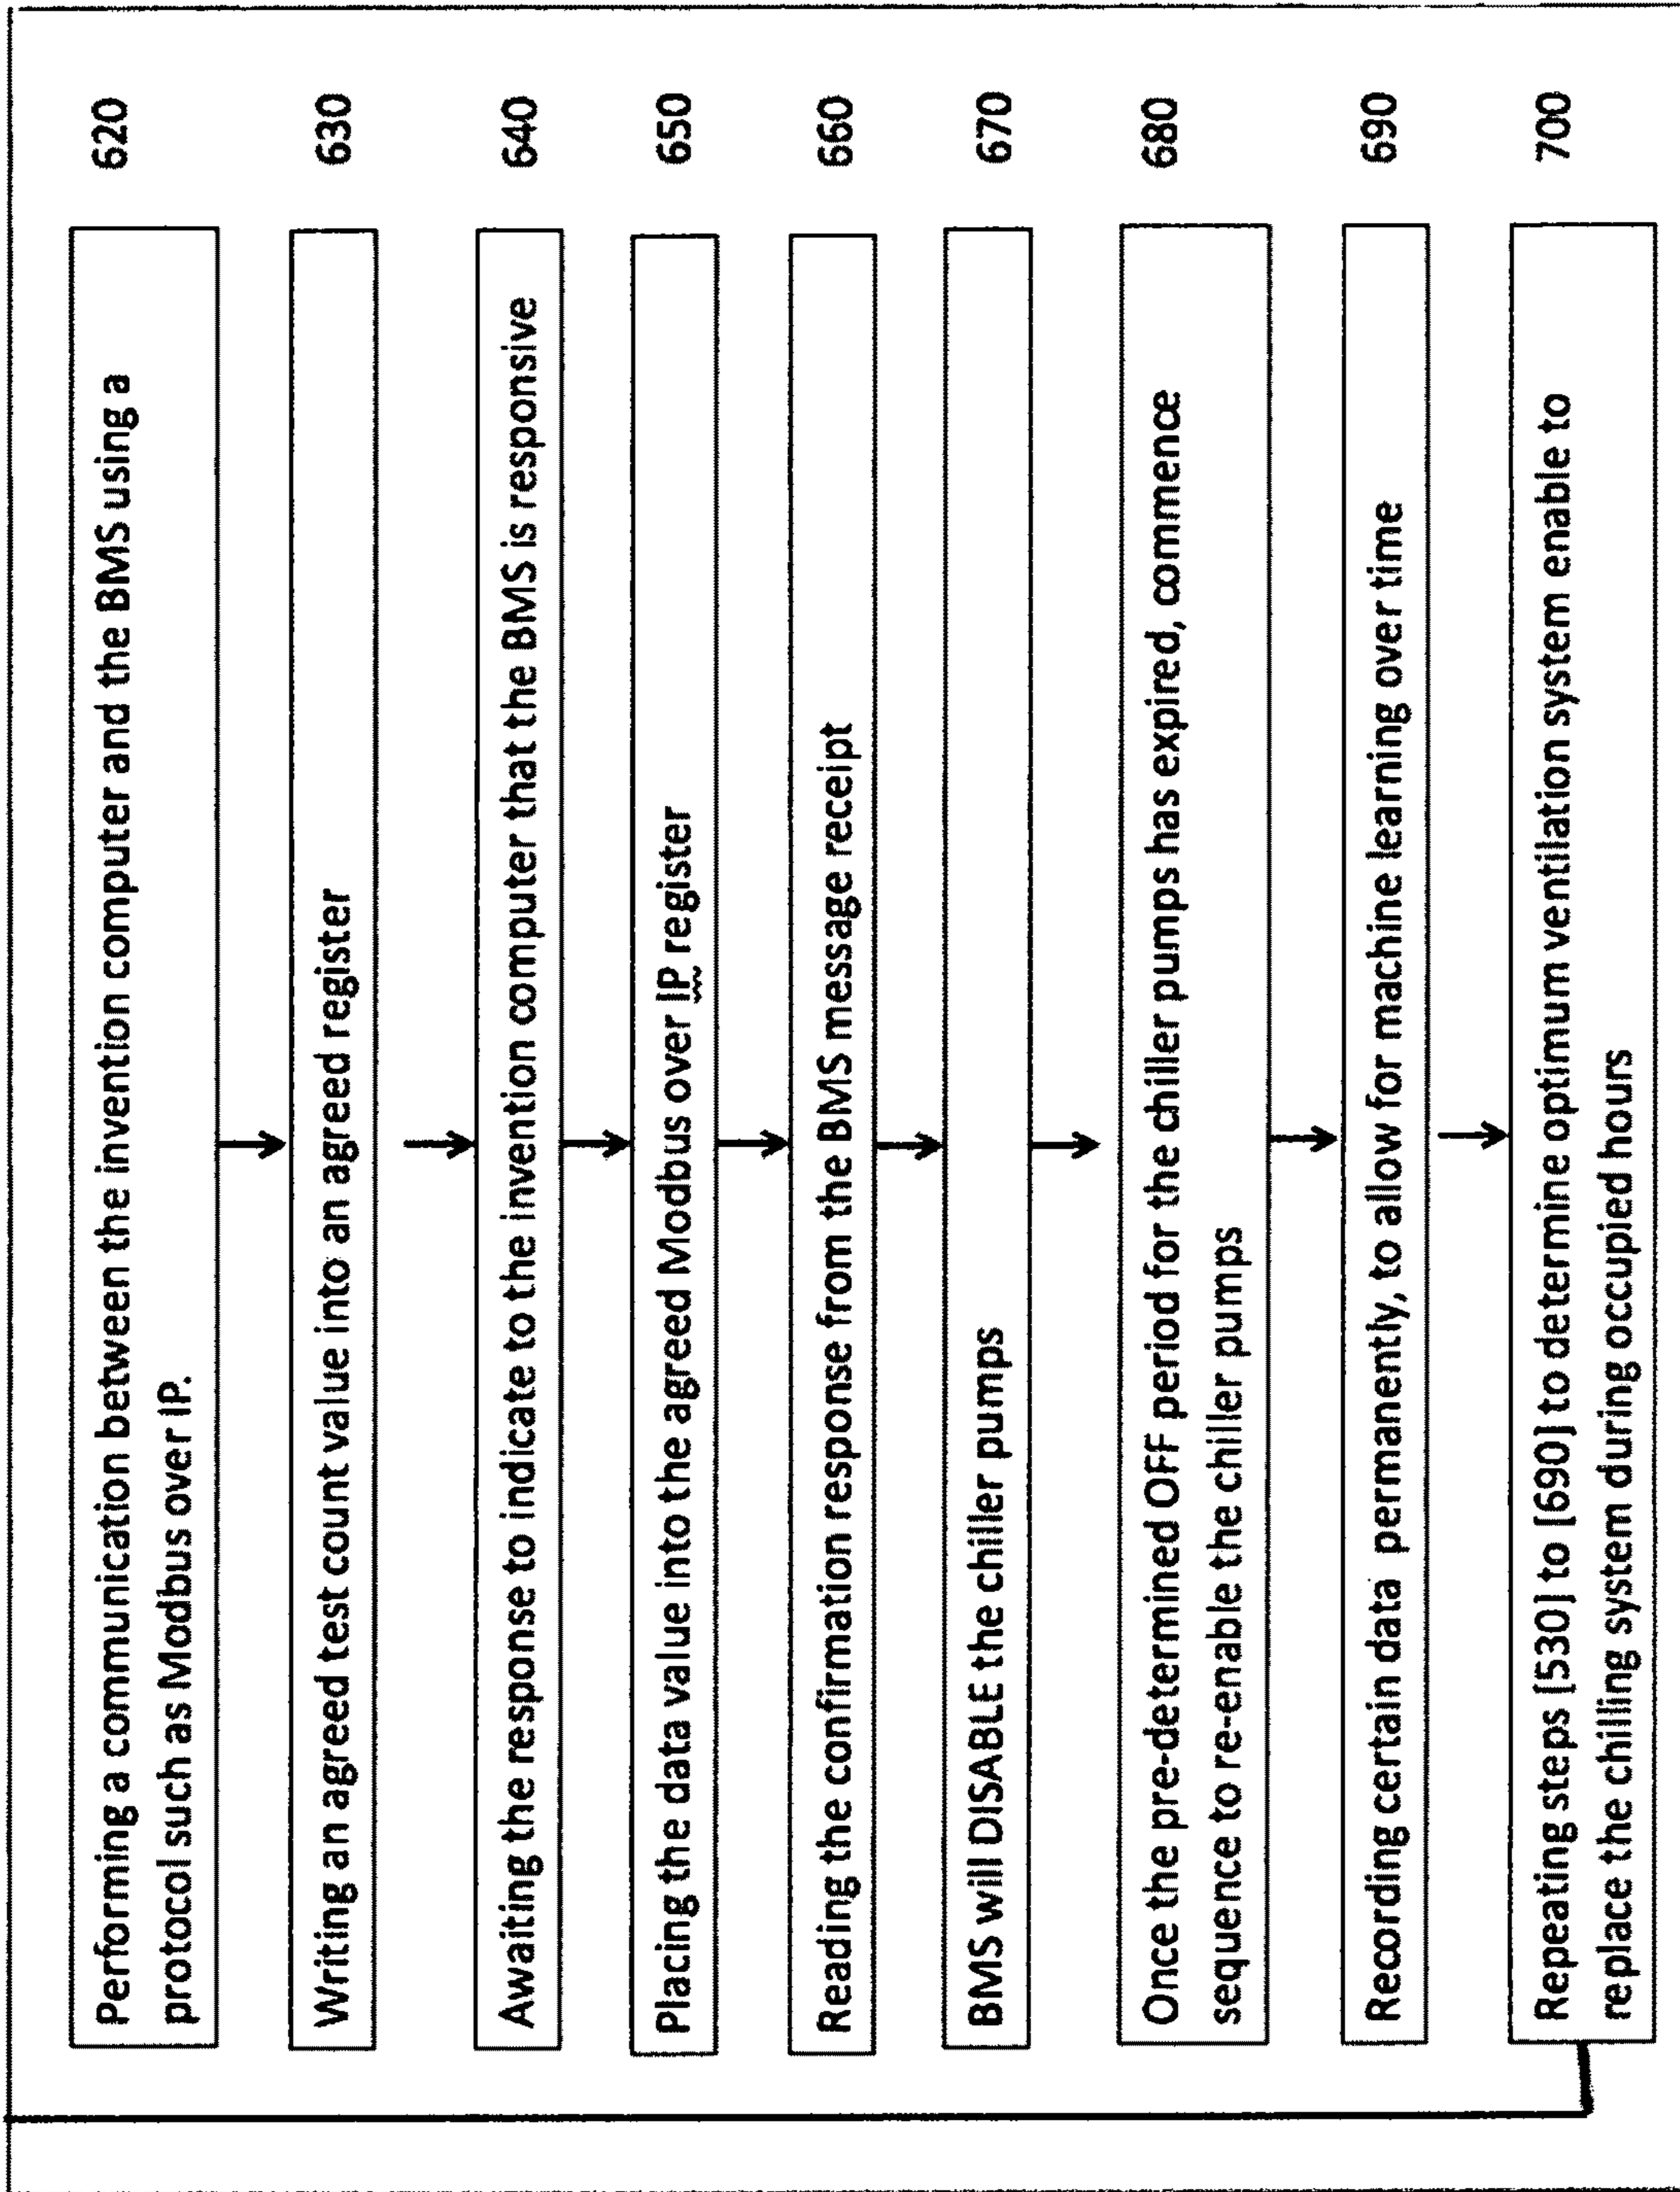 Performing a communication between the invention computer and the BMS using a 620
protocol such as Modbus over IP.
Writing an agreed test count value into an agreed register 630
Awaiting the response to indicate to the invention computer that the BMS is responsive 640
Placing the data value into the agreed Modbus over IP register 650
Reading the confirmation response from the BMS message receipt 660
BMS will DISABLE the chiller pumps 670
Once the pre-determined OFF period for the chiller pumps has expired, commence 680
sequence to re-enable the chiller pumps
Recording certain data permanently, to allow for machine learning over time 690
Repeating steps [530] to [690] to determine optimum ventilation system enable to 700
replace the chilling system during occupied hours